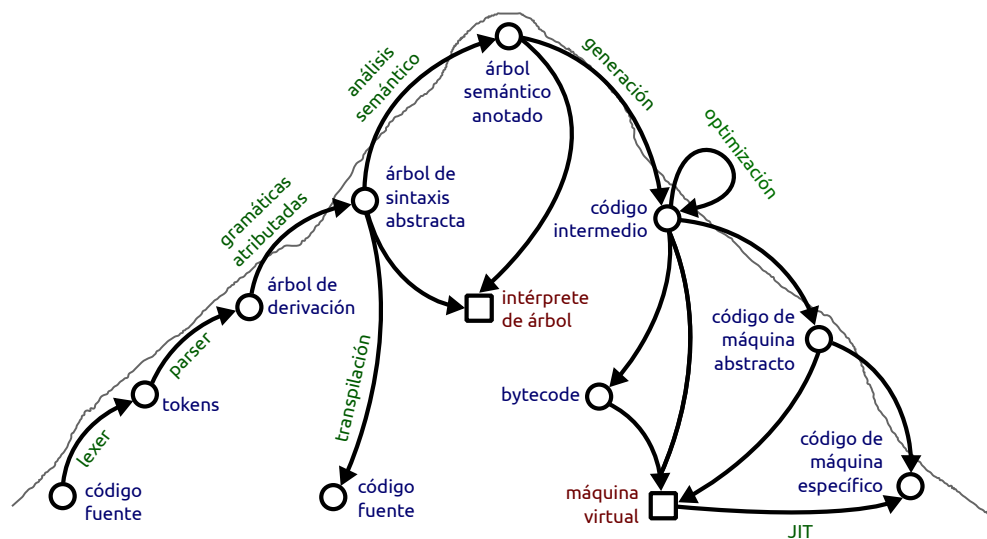 análisis
semántico
árbol
semántico
anotado
generación
optimización
árbol de
sintaxis
abstracta
gramáticas
atribuidas
código
intermedio
árbol de
derivación
intérprete
de árbol
código de
máquina
abstracto
parser
transpilación
tokens
bytecode
lexer
código
fuente
código
fuente
máquina
virtual
código de
máquina
específico
JIT